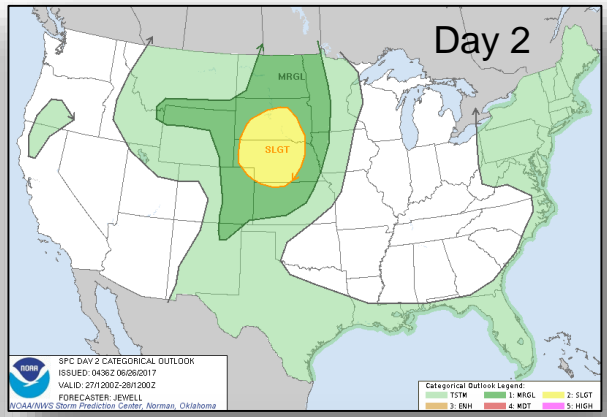 Day 2
MRGL
SLGT
NOAA
SPC DAY 2 CATEGORICAL OUTLOOK
ISSUED: 0436Z 06/26/2017
VALID: 27/1200Z-28/1200Z
FORECASTER: JEWELL
NOAA/NWS Storm Prediction Center, Norman, Oklahoma
Categorical Outlook Legend:
TSTM 1: MRGL 2: SLGT
3: ENH 4: MDT 5: HIGH